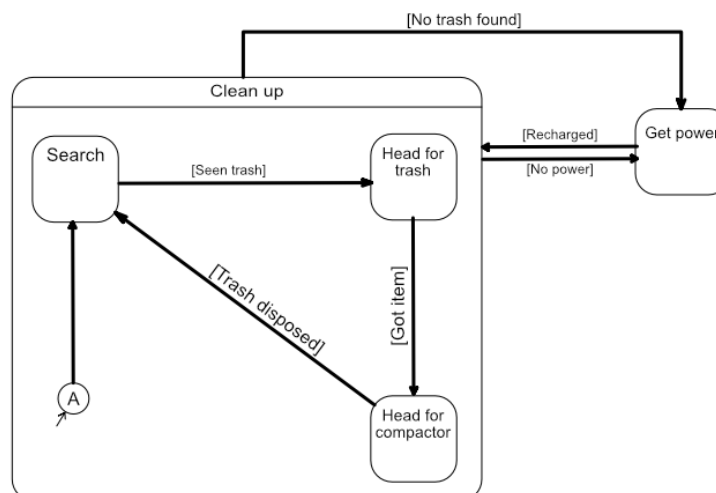 [No trash found]
Clean up
Search
[Seen trash]
Head for
trash
[Recharged]
[No power]
Get power
[Trash disposed]
[Got item]
A
Head for
compactor